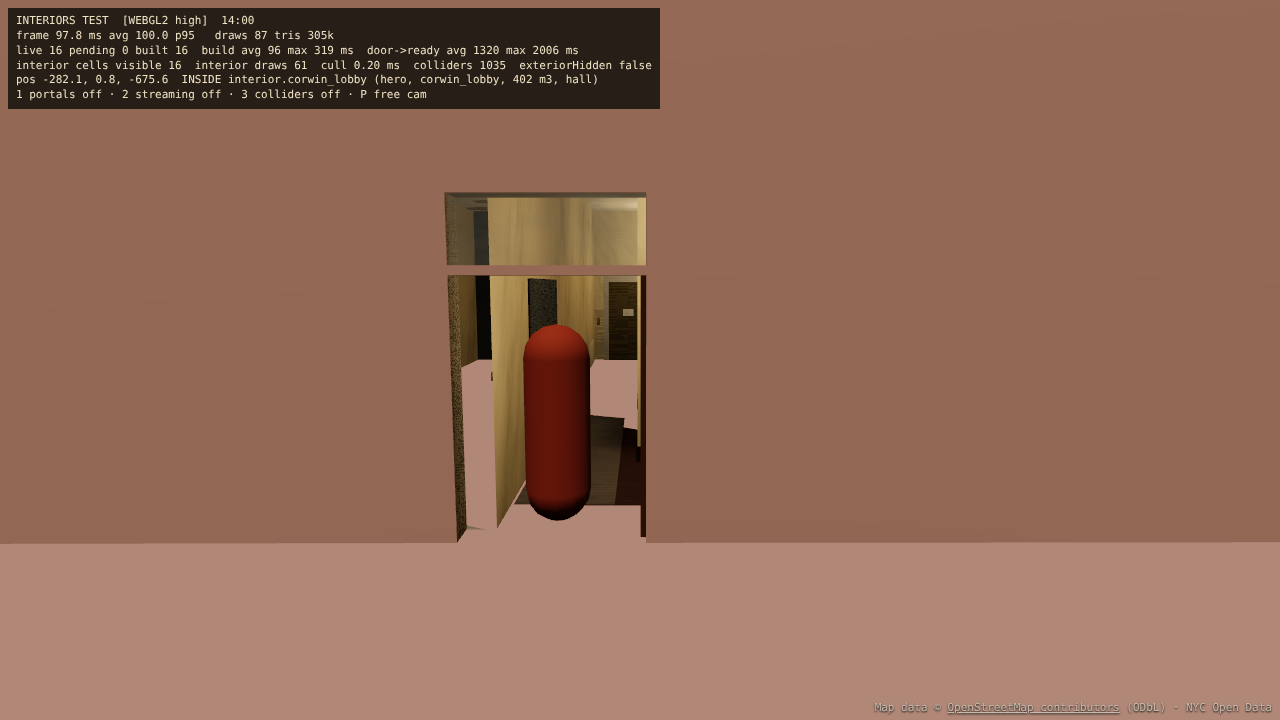 INTERIORS TEST  [WEBGL2 high]  14:00
frame 97.8 ms avg 100.0 p95   draws 87 tris 305k
live 16 pending 0 built 16  build avg 96 max 319 ms  door->ready avg 1320 max 2006 ms
interior cells visible 16  interior draws 61  cull 0.20 ms  colliders 1035  exteriorHidden false
pos -282.1, 0.8, -675.6  INSIDE interior.corwin_lobby (hero, corwin_lobby, 402 m3, hall)
1 portals off · 2 streaming off · 3 colliders off · P free cam
Map data © OpenStreetMap contributors (ODbL) · NYC Open Data